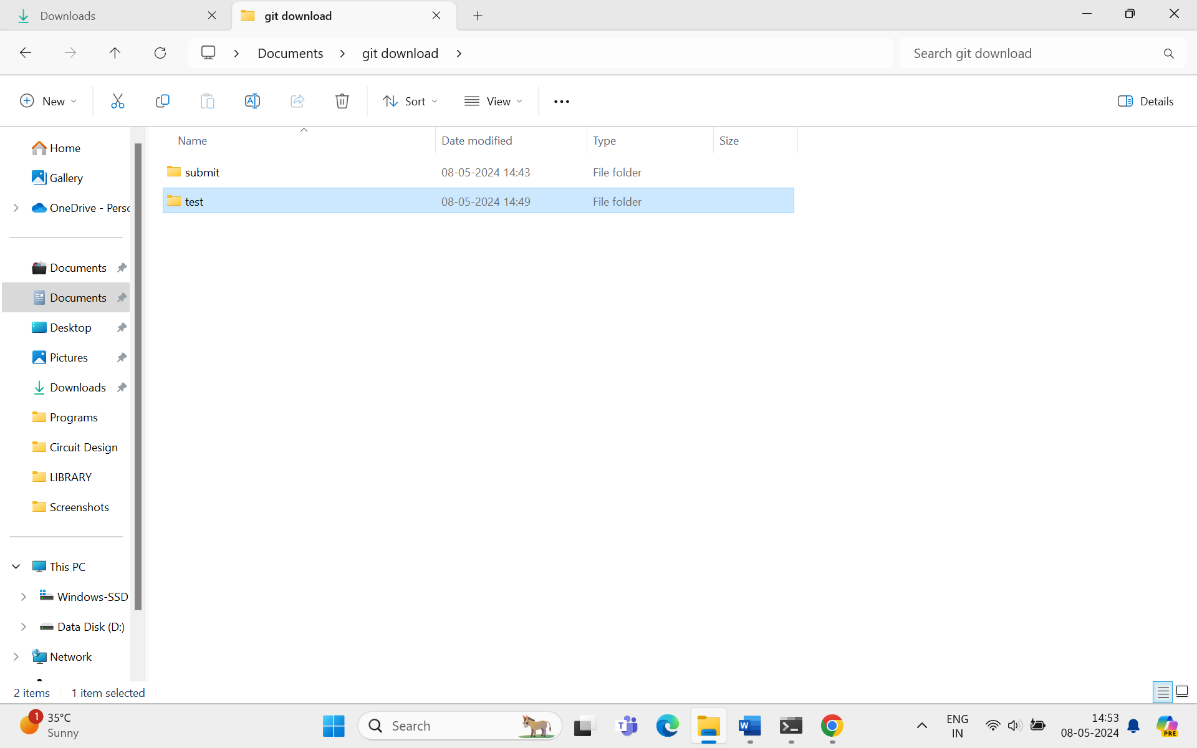 Downloads
git download
Documents
git download
Search git download
New
Sort
View
Details
Name
Date modified
Type
Size
submit
08-05-2024 14:43
File folder
test
08-05-2024 14:49
File folder
Home
Gallery
OneDrive - Perso
Documents
Documents
Desktop
Pictures
Downloads
Programs
Circuit Design
LIBRARY
Screenshots
This PC
Windows-SSD
Data Disk (D:)
Network
2 items
1 item selected
1
35°C
Sunny
Search
ENG
IN
14:53
08-05-2024
PRE